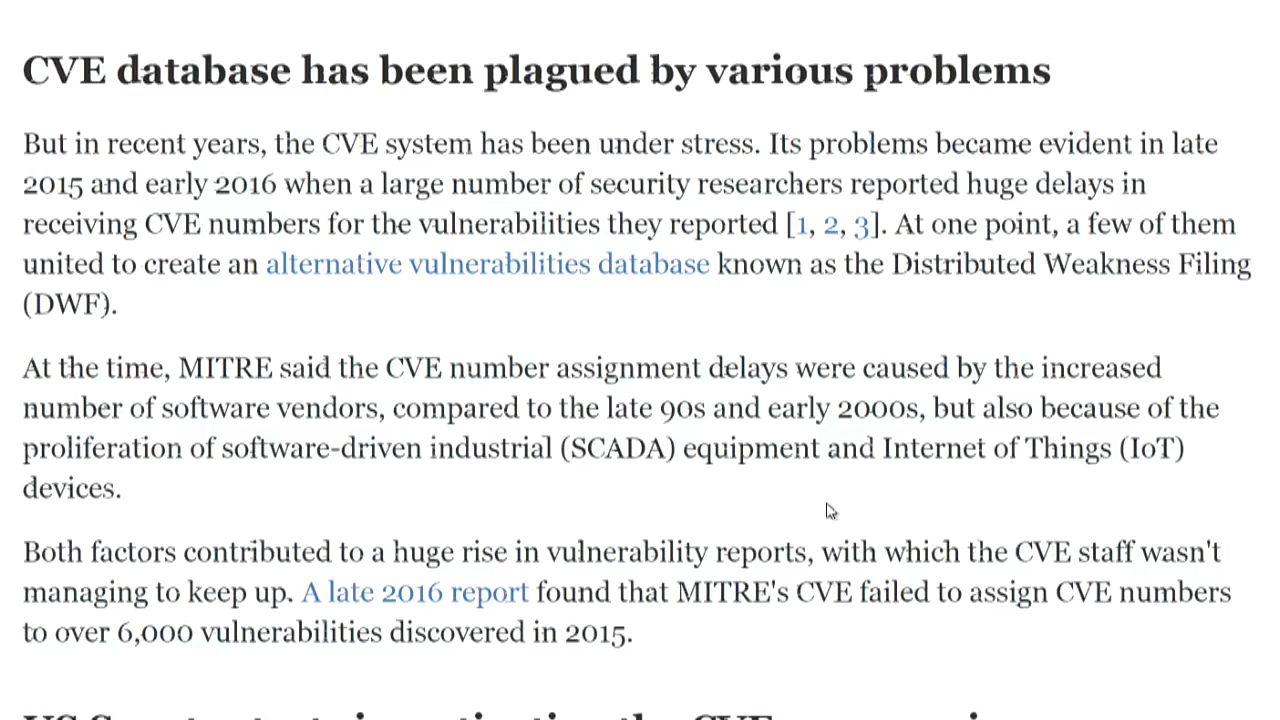 CVE database has been plagued by various problems
But in recent years, the CVE system has been under stress. Its problems became evident in late
2015 and early 2016 when a large number of security researchers reported huge delays in
receiving CVE numbers for the vulnerabilities they reported [1, 2, 3]. At one point, a few of them
united to create an alternative vulnerabilities database known as the Distributed Weakness Filing
(DWF).
At the time, MITRE said the CVE number assignment delays were caused by the increased
number of software vendors, compared to the late 90s and early 2000s, but also because of the
proliferation of software-driven industrial (SCADA) equipment and Internet of Things (IoT)
devices.
Both factors contributed to a huge rise in vulnerability reports, with which the CVE staff wasn't
managing to keep up. A late 2016 report found that MITRE's CVE failed to assign CVE numbers
to over 6,000 vulnerabilities discovered in 2015.